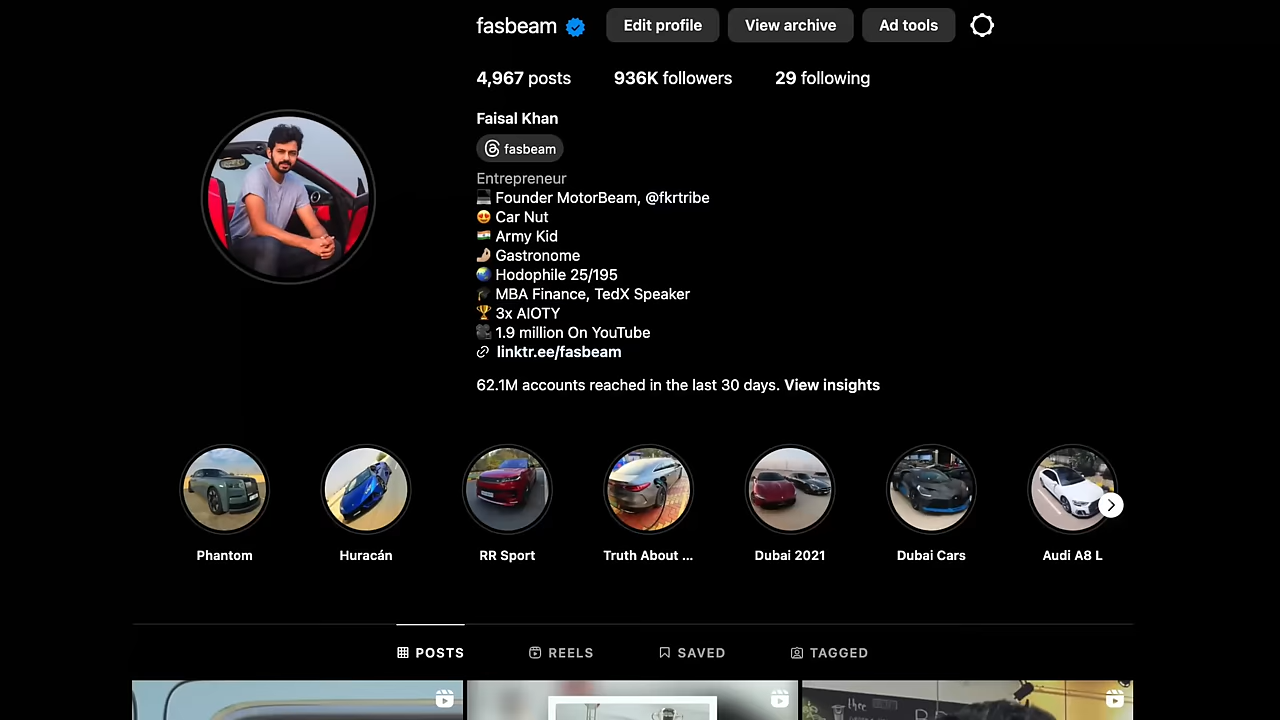 fasbeam Edit profile View archive Ad tools
4,967 posts 936K followers 29 following
Faisal Khan
fasbeam
Entrepreneur
Founder MotorBeam, @fkrtribe
Car Nut
Army Kid
Gastronome
Hodophile 25/195
MBA Finance, TedX Speaker
3x AIOTY
1.9 million On YouTube
linktr.ee/fasbeam
62.1M accounts reached in the last 30 days. View insights
Phantom Huracán RR Sport Truth About ... Dubai 2021 Dubai Cars Audi A8 L
POSTS REELS SAVED TAGGED